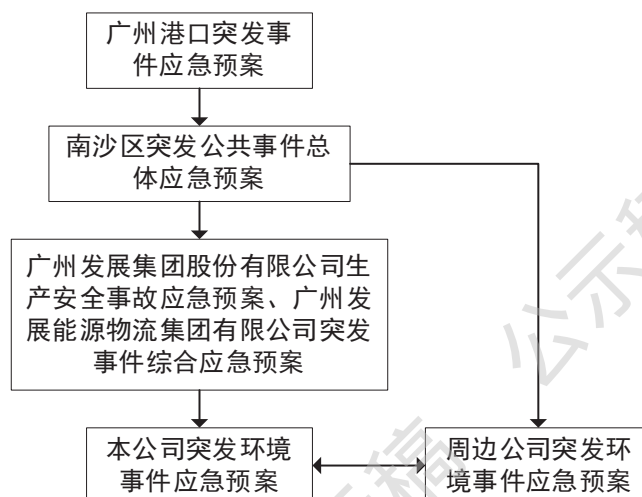 广州港口突发事
件应急预案
南沙区突发公共事件总
体应急预案
广州发展集团股份有限公司生
产安全事故应急预案、广州发
展能源物流集团有限公司突发
事件综合应急预案
本公司突发环境
事件应急预案
周边公司突发环
境事件应急预案
公示稿
示稿